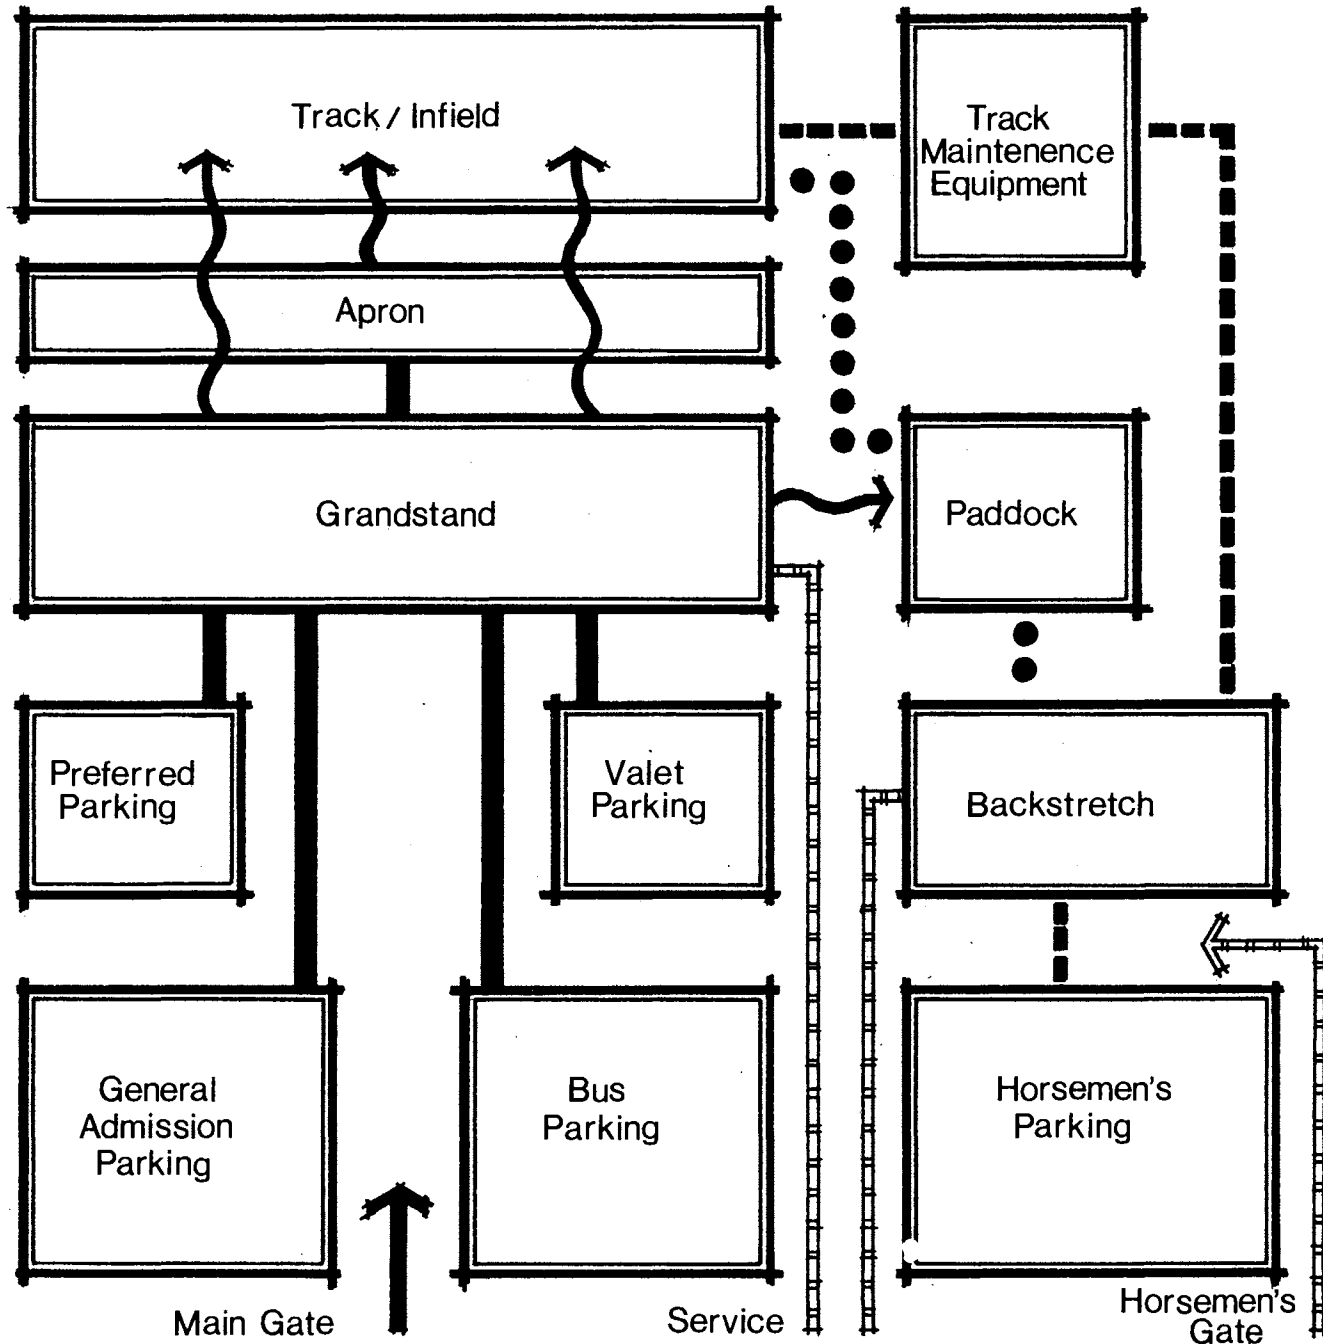 Track / Infield
Track
Maintenence
Equipment
Apron
Grandstand
Paddock
Preferred
Parking
Valet
Parking
Backstretch
General
Admission
Parking
Bus
Parking
Horsemen's
Parking
Main Gate
Service
Horsemen's
Gate